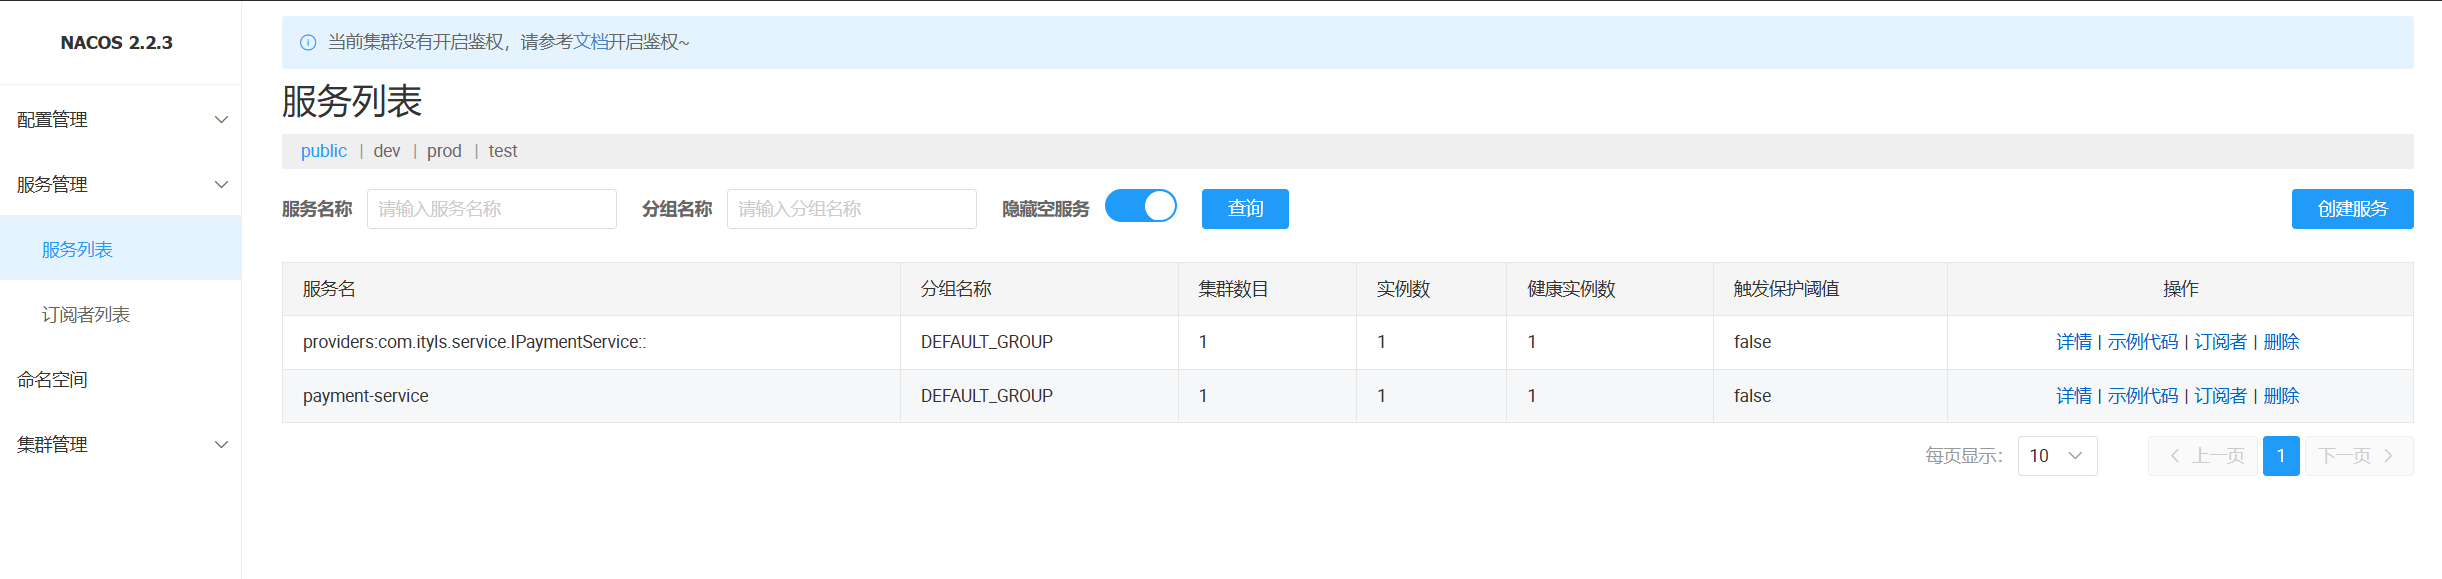 NACOS 2.2.3
配置管理
服务管理
服务列表
订阅者列表
命名空间
集群管理
当前集群没有开启鉴权，请参考文档开启鉴权~
服务列表
public | dev | prod | test
服务名称 请输入服务名称 分组名称 请输入分组名称 隐藏空服务 查询 创建服务
服务名 分组名称 集群数目 实例数 健康实例数 触发保护阈值 操作
providers:com.ityls.service.IPaymentService:: DEFAULT_GROUP 1 1 1 false 详情 | 示例代码 | 订阅者 | 删除
payment-service DEFAULT_GROUP 1 1 1 false 详情 | 示例代码 | 订阅者 | 删除
每页显示： 10 上一页 1 下一页